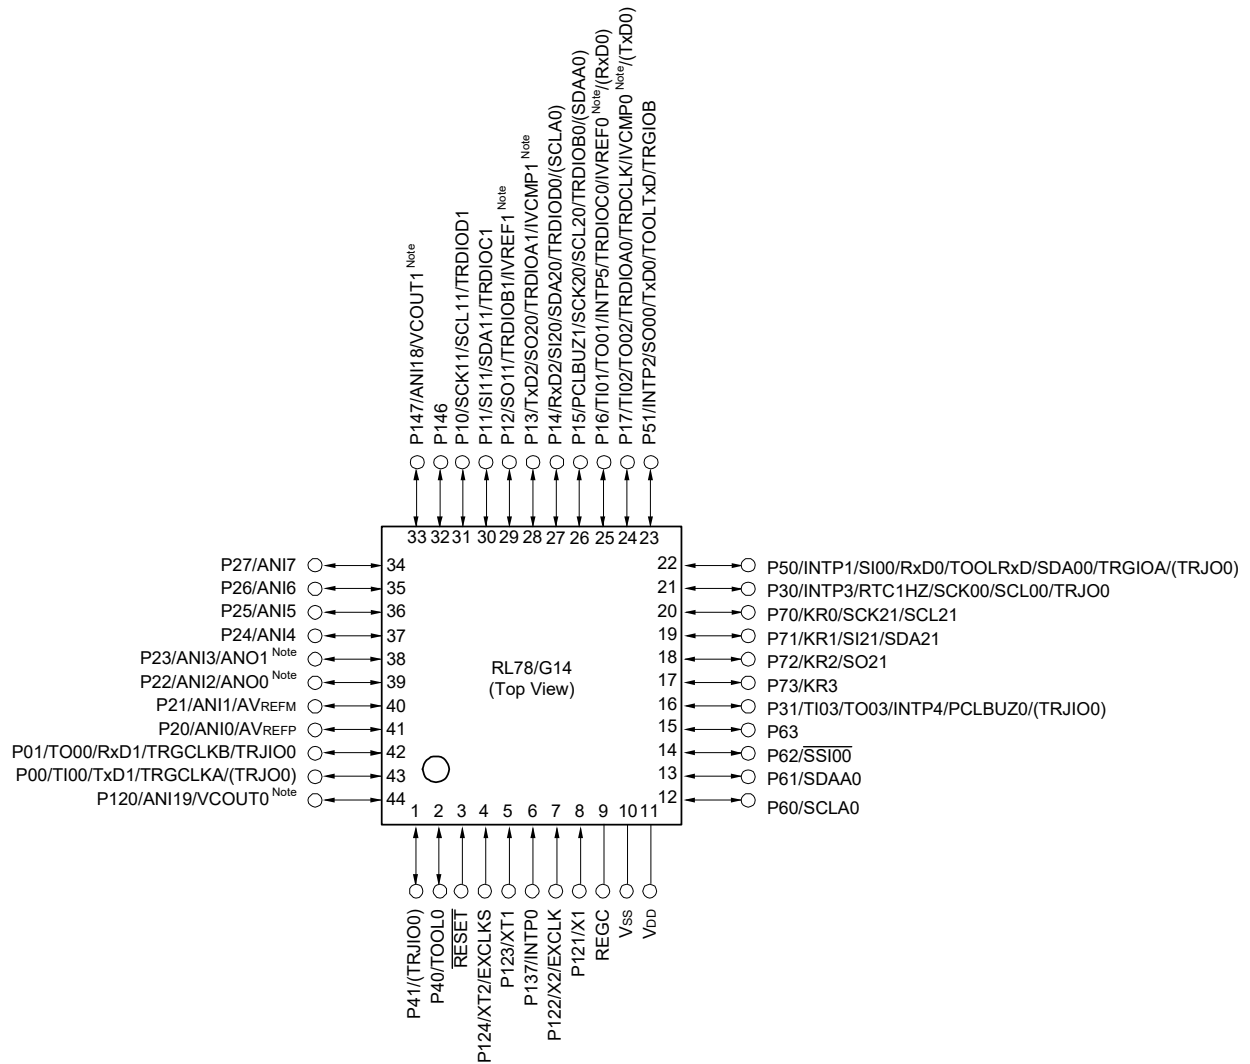 P147/ANI18/VCOUT1 Note
P146
P10/SCK11/SCL11/TRDIOD1
P11/SI11/SDA11/TRDIOC1
P12/SO11/TRDIOB1/IVREF1 Note
P13/TxD2/SO20/TRDIOA1/IVCMP1 Note
P14/RxD2/SI20/SDA20/TRDIOD0/(SCLA0)
P15/PCLBUZ1/SCK20/SCL20/TRDIOB0/(SDAA0)
P16/TI01/TO01/INTP5/TRDIOC0/IVREF0 Note/(RxD0)
P17/TI02/TO02/TRDIOA0/TRDCLK/IVCMP0 Note/(TxD0)
P51/INTP2/SO00/TxD0/TOOLTxD/TRGIOB
33 32 31 30 29 28 27 26 25 24 23
P27/ANI7 34
P26/ANI6 35
P25/ANI5 36
P24/ANI4 37
P23/ANI3/ANO1 Note 38
P22/ANI2/ANO0 Note 39
P21/ANI1/AVREFM 40
P20/ANI0/AVREFP 41
P01/TO00/RxD1/TRGCLKB/TRJIO0 42
P00/TI00/TxD1/TRGCLKA/(TRJO0) 43
P120/ANI19/VCOUT0 Note 44
RL78/G14
(Top View)
22 P50/INTP1/SI00/RxD0/TOOLRxD/SDA00/TRGIOA/(TRJO0)
21 P30/INTP3/RTC1HZ/SCK00/SCL00/TRJO0
20 P70/KR0/SCK21/SCL21
19 P71/KR1/SI21/SDA21
18 P72/KR2/SO21
17 P73/KR3
16 P31/TI03/TO03/INTP4/PCLBUZ0/(TRJIO0)
15 P63
14 P62/SSI00
13 P61/SDAA0
12 P60/SCLA0
1 2 3 4 5 6 7 8 9 10 11
P41/(TRJIO0)
P40/TOOL0
RESET
P124/XT2/EXCLKS
P123/XT1
P137/INTP0
P122/X2/EXCLK
P121/X1
REGC
VSS
VDD